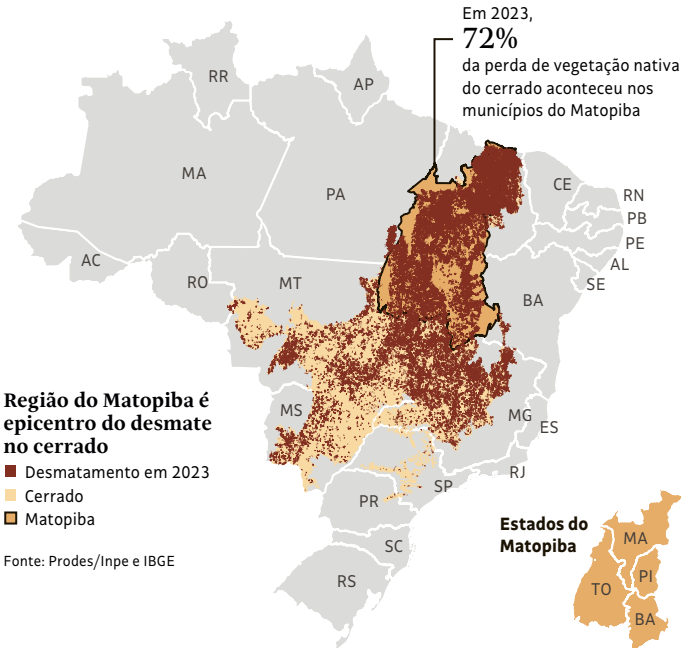 Em 2023,
72%
da perda de vegetação nativa
do cerrado aconteceu nos
municípios do Matopiba
RR
AP
MA
PA
CE
RN
PB
PE
AL
SE
AC
RO
MT
BA
MS
MG
ES
RJ
SP
PR
SC
RS
Região do Matopiba é
epicentro do desmate
no cerrado
Desmatamento em 2023
Cerrado
Matopiba
Fonte: Prodes/Inpe e IBGE
Estados do
Matopiba
MA
PI
TO
BA